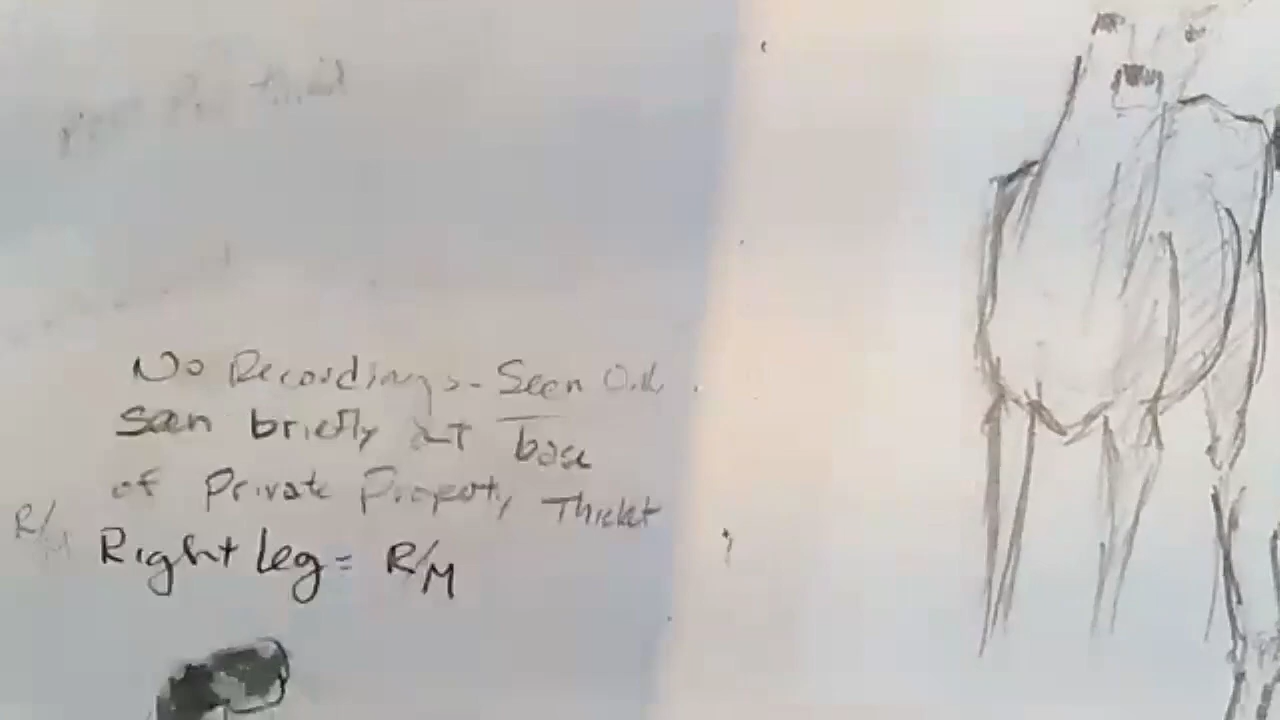 No Recordings - Seen
seen briefly at base
of Private Property Thicket
R/M Right Leg = R/M